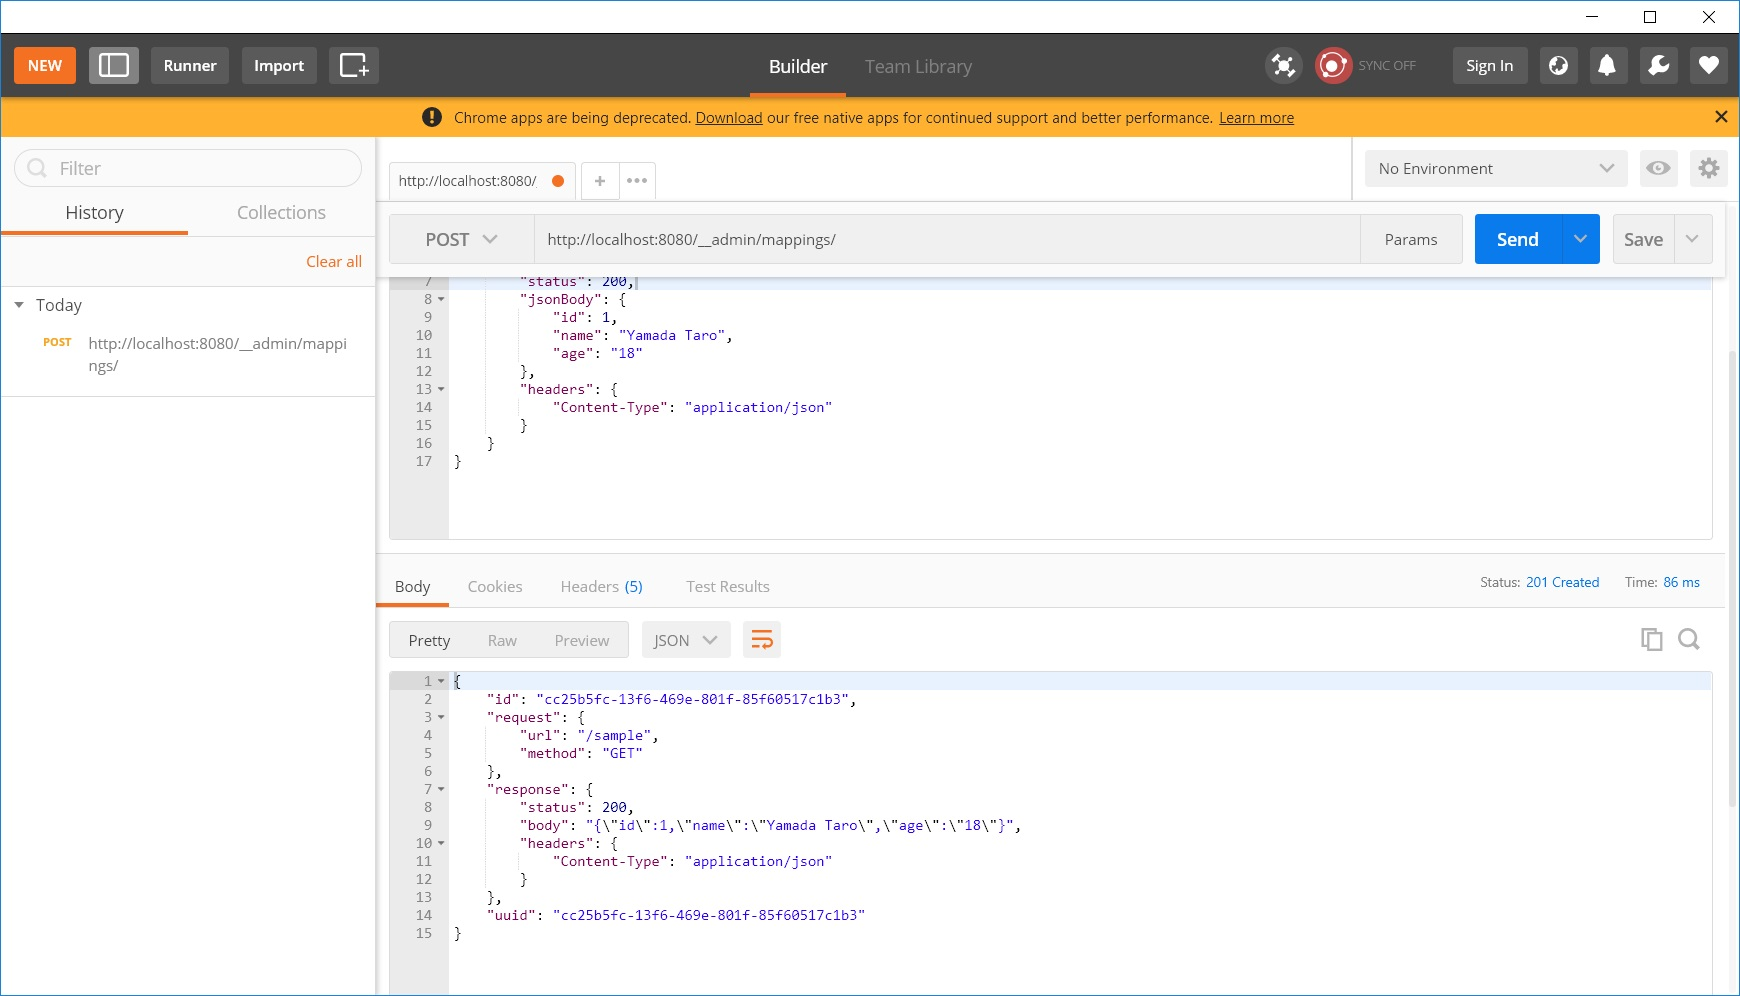 NEW
Runner
Import
Builder
Team Library
SYNC OFF
Sign In
Chrome apps are being deprecated. Download our free native apps for continued support and better performance. Learn more
Filter
History
Collections
Clear all
Today
POST http://localhost:8080/__admin/mappi
ngs/
http://localhost:8080/
No Environment
POST
http://localhost:8080/__admin/mappings/
Params
Send
Save
7 "status": 200,
8 "jsonBody": {
9 "id": 1,
10 "name": "Yamada Taro",
11 "age": "18"
12 },
13 "headers": {
14 "Content-Type": "application/json"
15 }
16 }
17 }
Body
Cookies
Headers (5)
Test Results
Status: 201 Created
Time: 86 ms
Pretty
Raw
Preview
JSON
1 {
2 "id": "cc25b5fc-13f6-469e-801f-85f60517c1b3",
3 "request": {
4 "url": "/sample",
5 "method": "GET"
6 },
7 "response": {
8 "status": 200,
9 "body": "{\"id\":1,\"name\":\"Yamada Taro\",\"age\":\"18\"}",
10 "headers": {
11 "Content-Type": "application/json"
12 }
13 },
14 "uuid": "cc25b5fc-13f6-469e-801f-85f60517c1b3"
15 }